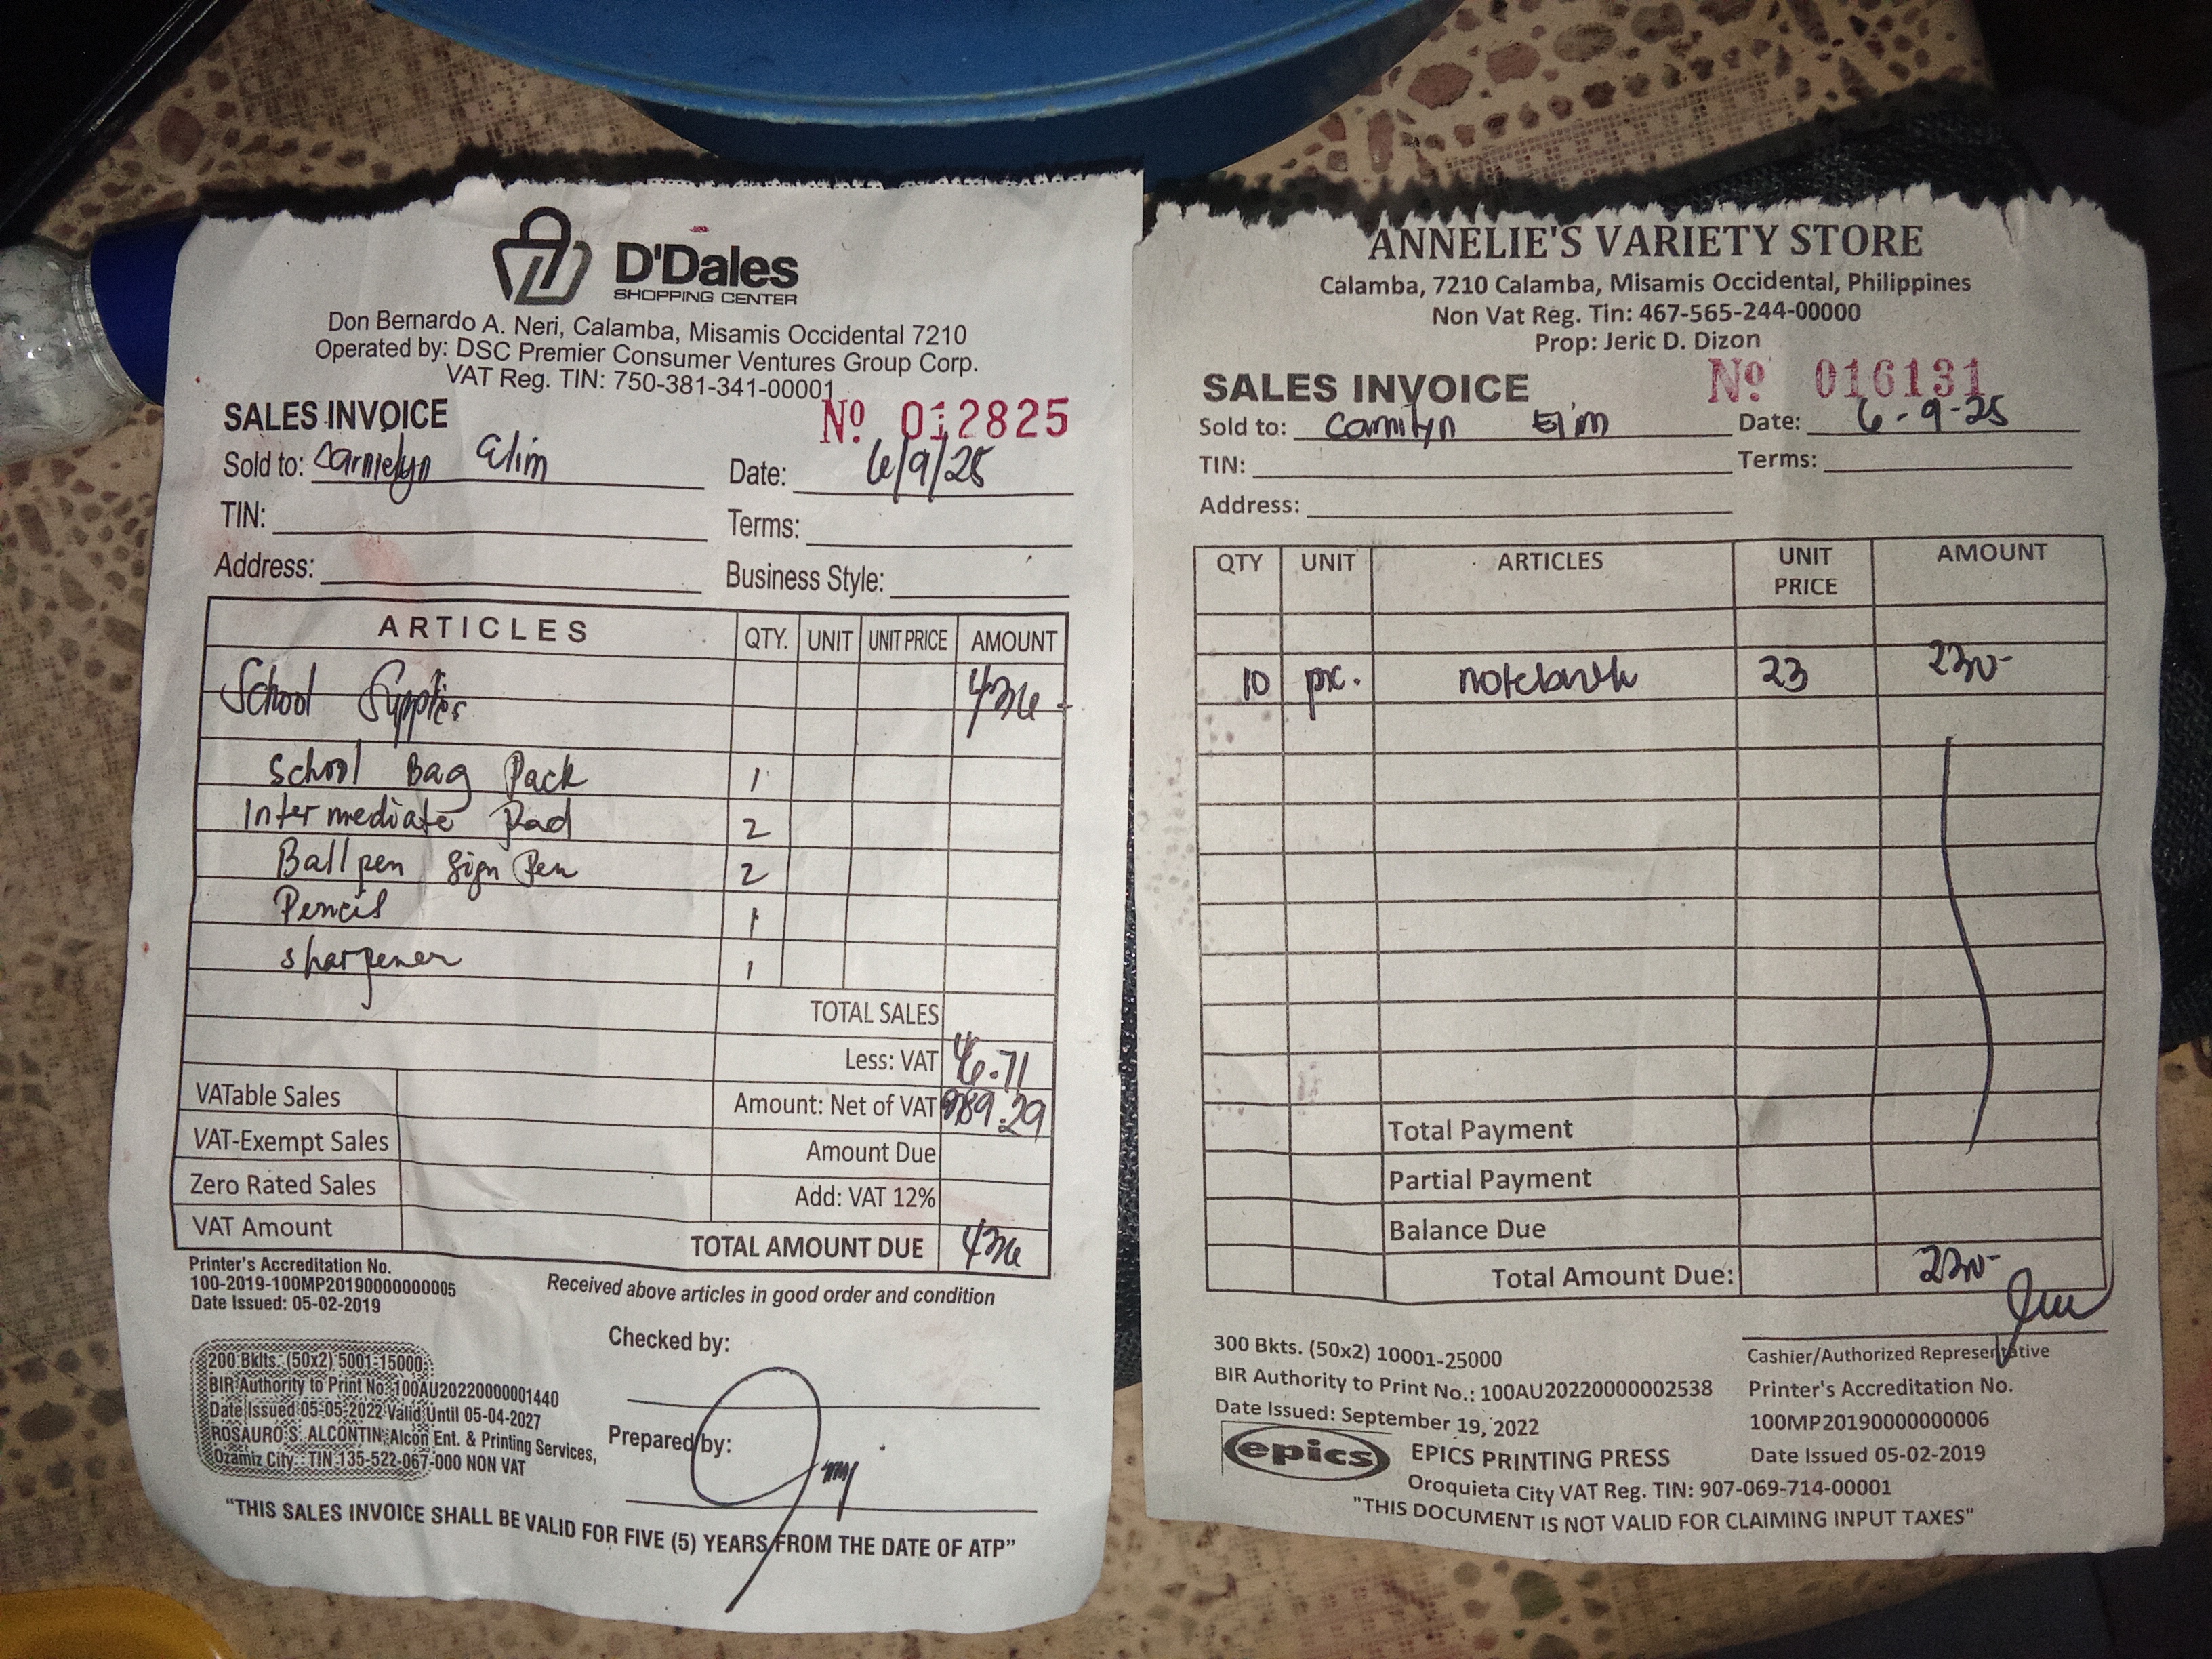 D'Dales
SHOPPING CENTER
Don Bernardo A. Neri, Calamba, Misamis Occidental 7210
Operated by: DSC Premier Consumer Ventures Group Corp.
VAT Reg. TIN: 750-381-341-00001
SALES INVOICE Nº 012825
Sold to: Carmelyn Elim Date: 6/9/25
TIN: Terms:
Address: Business Style:
ARTICLES QTY. UNIT UNIT PRICE AMOUNT
School Supplies 436-
School Bag Pack 1
Intermediate Pad 2
Ballpen Sign Pen 2
Pencil 1
sharpener 1
TOTAL SALES
Less: VAT 46.71
VATable Sales Amount: Net of VAT 389.29
VAT-Exempt Sales Amount Due
Zero Rated Sales Add: VAT 12%
VAT Amount TOTAL AMOUNT DUE 436
Printer's Accreditation No.
100-2019-100MP20190000000005
Date Issued: 05-02-2019
Received above articles in good order and condition
Checked by:
200 Bklts. (50x2) 5001-15000
BIR Authority to Print No. 100AU20220000001440
Date Issued 05-05-2022 Valid Until 05-04-2027
ROSAURO S. ALCONTIN Alcon Ent. & Printing Services,
Ozamiz City. TIN 135-522-067-000 NON VAT
Prepared by:
"THIS SALES INVOICE SHALL BE VALID FOR FIVE (5) YEARS FROM THE DATE OF ATP"
ANNELIE'S VARIETY STORE
Calamba, 7210 Calamba, Misamis Occidental, Philippines
Non Vat Reg. Tin: 467-565-244-00000
Prop: Jeric D. Dizon
SALES INVOICE Nº 016131
Sold to: Camilyn Elim Date: 6-9-25
TIN: Terms:
Address:
QTY UNIT ARTICLES UNIT PRICE AMOUNT
10 pc. notebook 23 230-
Total Payment
Partial Payment
Balance Due
Total Amount Due: 230-
300 Bkts. (50x2) 10001-25000
BIR Authority to Print No.: 100AU20220000002538
Date Issued: September 19, 2022
Cashier/Authorized Representative
Printer's Accreditation No.
100MP20190000000006
Date Issued 05-02-2019
epics
EPICS PRINTING PRESS
Oroquieta City VAT Reg. TIN: 907-069-714-00001
"THIS DOCUMENT IS NOT VALID FOR CLAIMING INPUT TAXES"